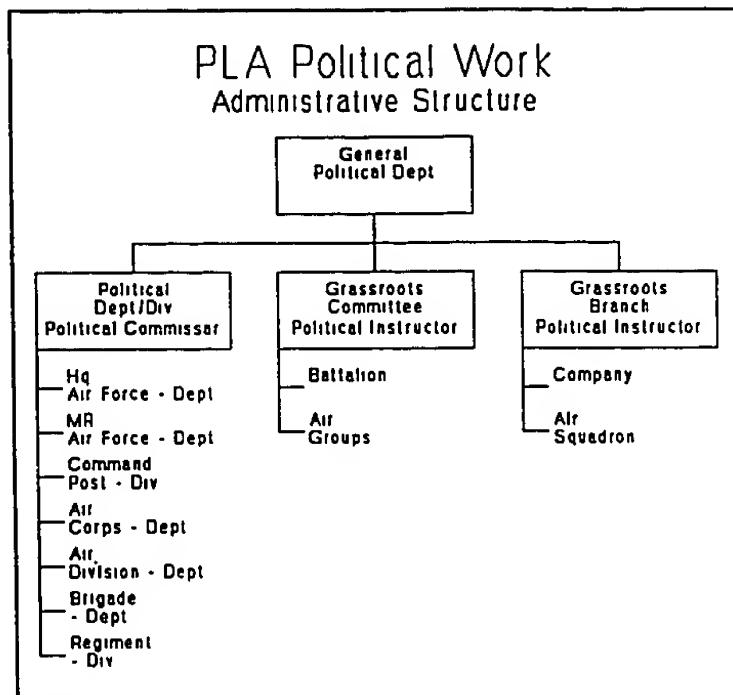 PLA Political Work
Administrative Structure
General
Political Dept
Political
Dept/Div
Political Commissar
Hq
Air Force - Dept
MR
Air Force - Dept
Command
Post - Div
Air
Corps - Dept
Air
Division - Dept
Brigade
- Dept
Regiment
- Div
Grassroots
Committee
Political Instructor
Battalion
Air
Groups
Grassroots
Branch
Political Instructor
Company
Air
Squadron